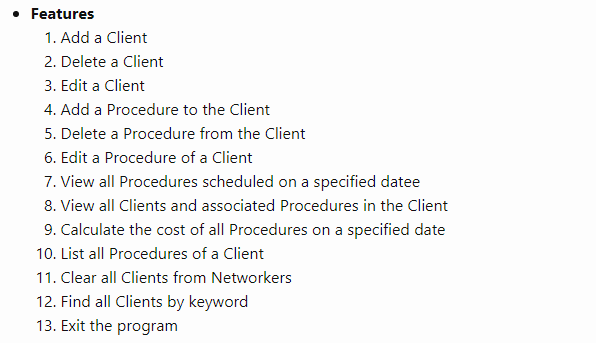 Features
1. Add a Client
2. Delete a Client
3. Edit a Client
4. Add a Procedure to the Client
5. Delete a Procedure from the Client
6. Edit a Procedure of a Client
7. View all Procedures scheduled on a specified datee
8. View all Clients and associated Procedures in the Client
9. Calculate the cost of all Procedures on a specified date
10. List all Procedures of a Client
11. Clear all Clients from Networkers
12. Find all Clients by keyword
13. Exit the program